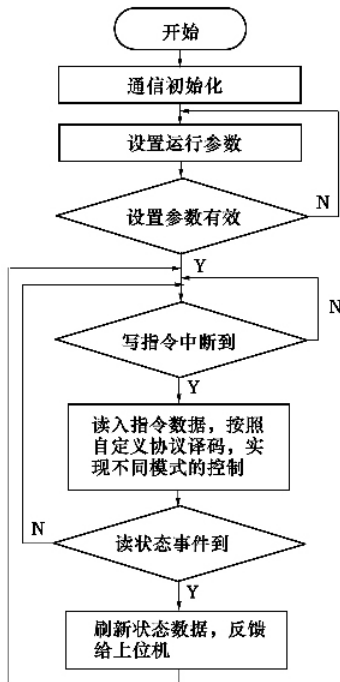 开始
通信初始化
设置运行参数
设置参数有效
N
Y
写指令中断到
N
Y
读入指令数据，按照
自定义协议译码，实
现不同模式的控制
N
读状态事件到
Y
刷新状态数据，反馈
给上位机